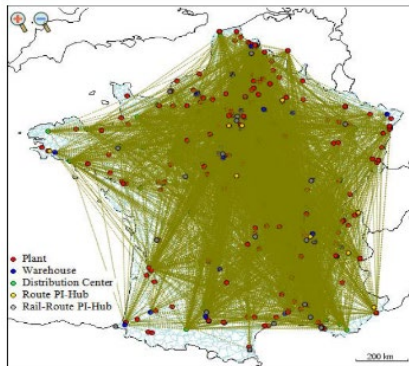 Plant
Warehouse
Distribution Center
Route PI-Hub
Rail-Route PI-Hub
200 km